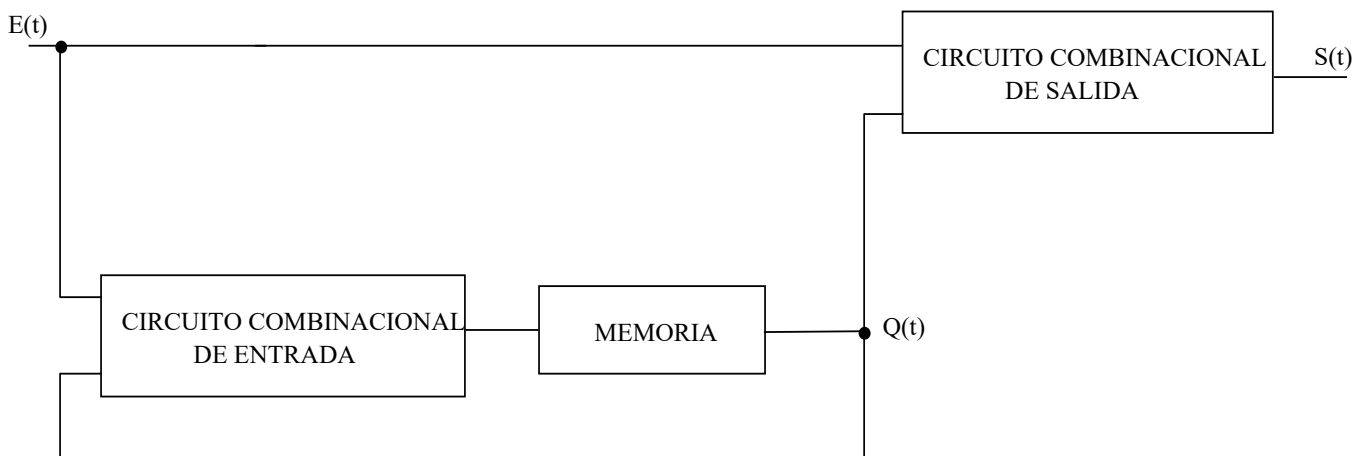 E(t)
CIRCUITO COMBINACIONAL
DE SALIDA
S(t)
CIRCUITO COMBINACIONAL
DE ENTRADA
MEMORIA
Q(t)